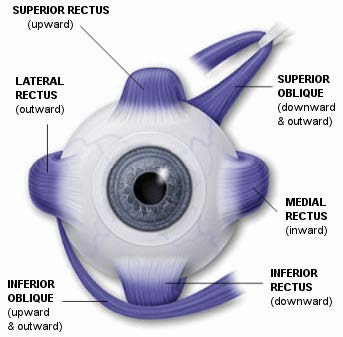 SUPERIOR RECTUS
(upward)
LATERAL
RECTUS
(outward)
SUPERIOR
OBLIQUE
(downward
& outward)
MEDIAL
RECTUS
(inward)
INFERIOR
OBLIQUE
(upward
& outward)
INFERIOR
RECTUS
(downward)